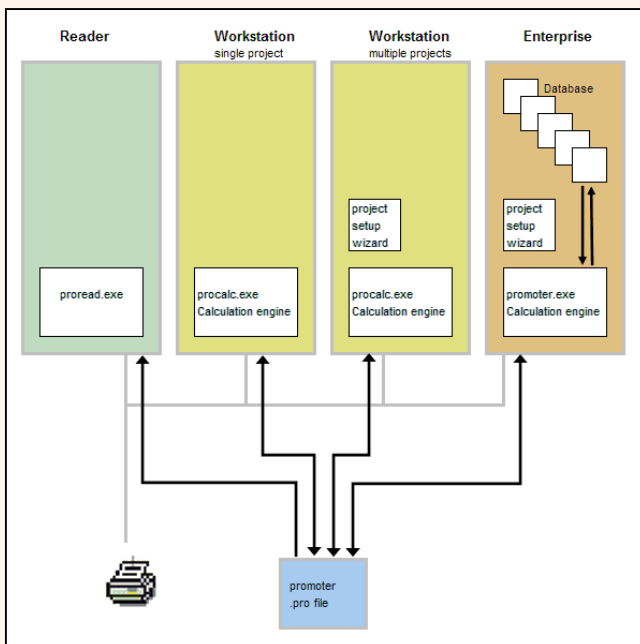 Reader
Workstation
single project
Workstation
multiple projects
Enterprise
Database
project
setup
wizard
project
setup
wizard
proread.exe
procalc.exe
Calculation engine
procalc.exe
Calculation engine
promoter.exe
Calculation engine
promoter
.pro file